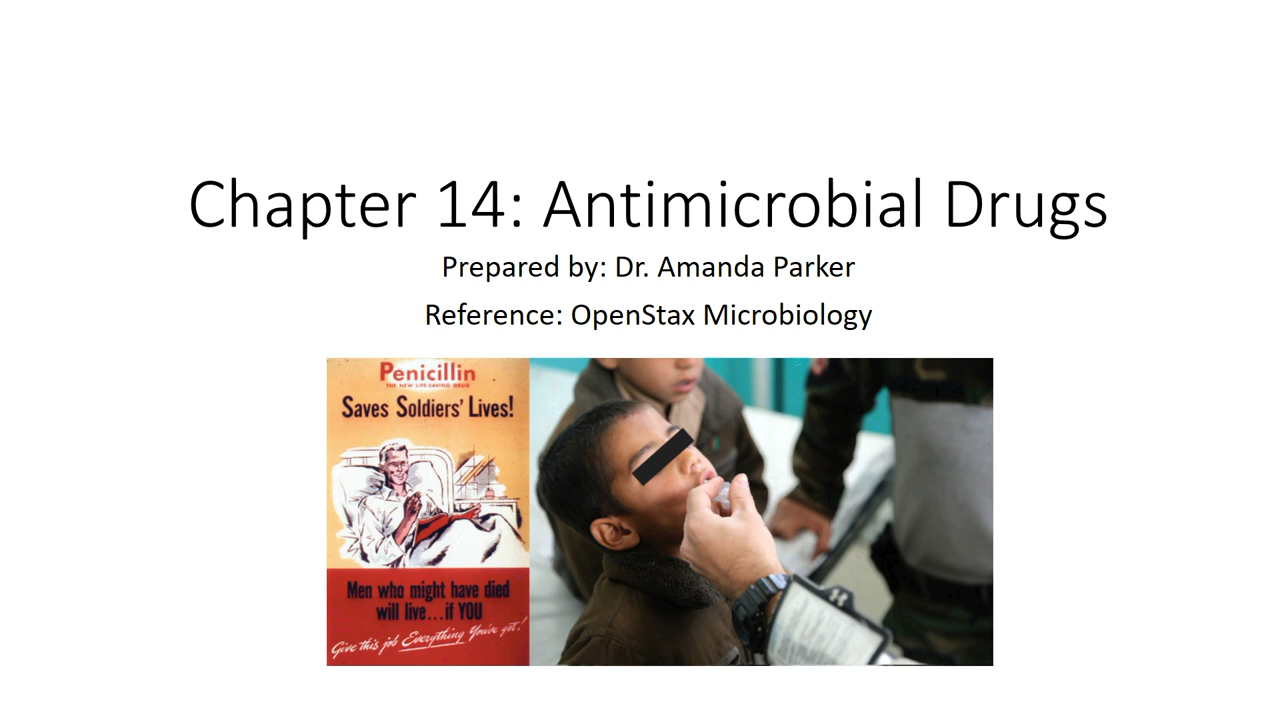 Chapter 14: Antimicrobial Drugs
Prepared by: Dr. Amanda Parker
Reference: OpenStax Microbiology
Penicillin
THE NEW LIFE-SAVING DRUG
Saves Soldiers' Lives!
Men who might have died
will live...if YOU
Give this job Everything You've got!